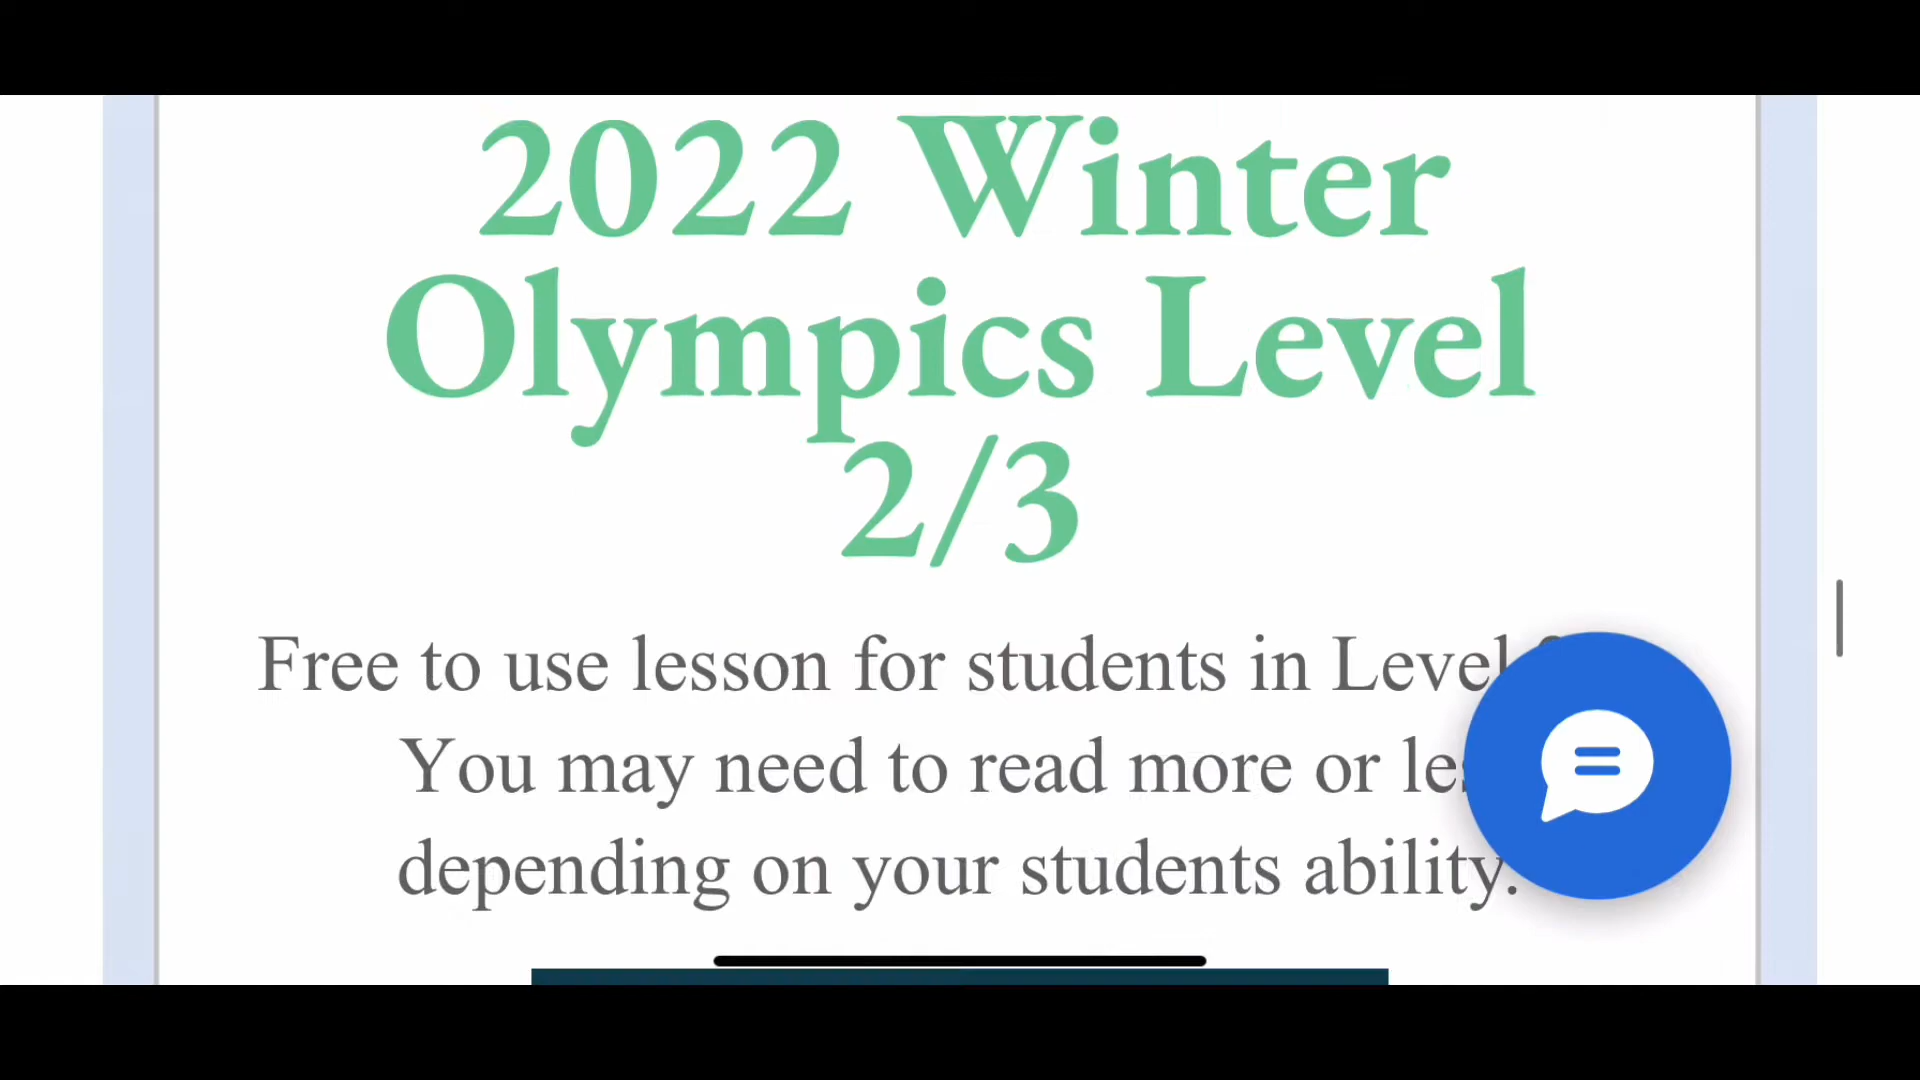 2022 Winter
Olympics Level
2/3
Free to use lesson for students in Level
You may need to read more or
depending on your students ability.